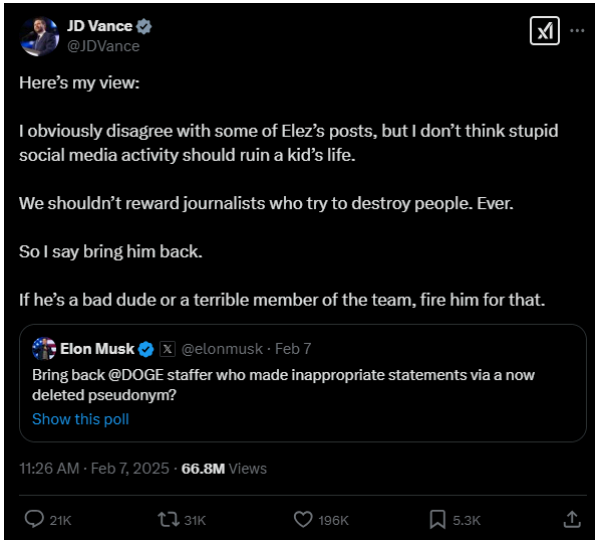 JD Vance
@JDVance
Here’s my view:
I obviously disagree with some of Elez’s posts, but I don’t think stupid
social media activity should ruin a kid’s life.
We shouldn’t reward journalists who try to destroy people. Ever.
So I say bring him back.
If he’s a bad dude or a terrible member of the team, fire him for that.
Elon Musk X @elonmusk · Feb 7
Bring back @DOGE staffer who made inappropriate statements via a now
deleted pseudonym?
Show this poll
11:26 AM · Feb 7, 2025 · 66.8M Views
21K 31K 196K 5.3K